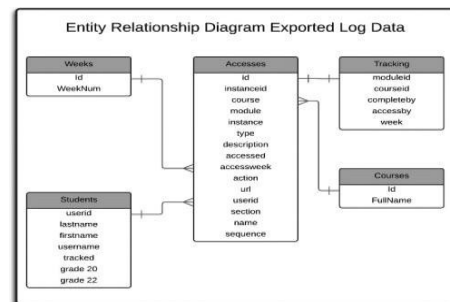 Entity Relationship Diagram Exported Log Data
Weeks
Id
WeekNum
Accesses
Id
instanceid
course
module
instance
type
description
accessed
accessweek
action
url
userid
section
name
sequence
Tracking
moduleid
courseid
completeby
accessby
week
Students
userid
lastname
firstname
username
tracked
grade 20
grade 22
Courses
Id
FullName